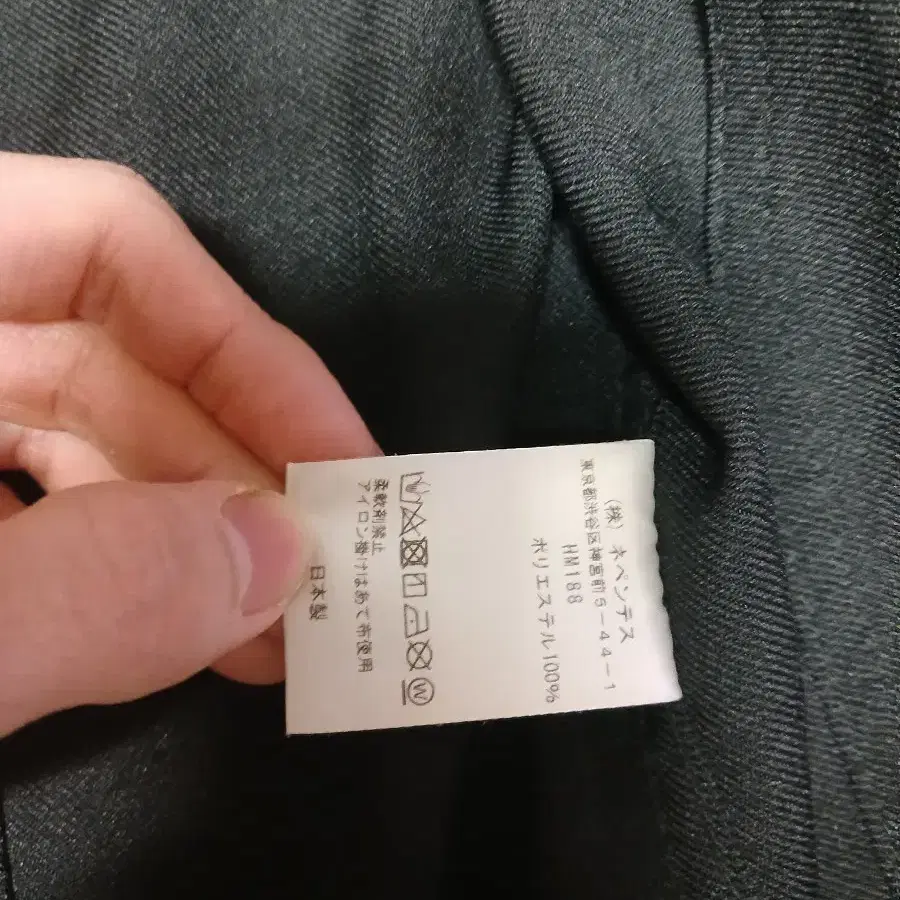 (株)ネペンテス
東京都渋谷区神宮前5-44-1
HM188
ポリエステル100%
W
柔軟剤禁止
アイロン掛けはあて布使用
日本製